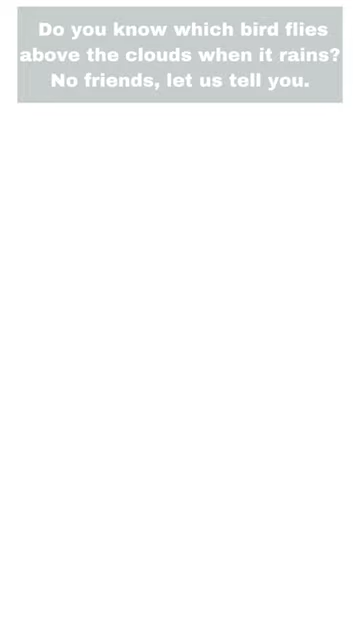 Do you know which bird flies
above the clouds when it rains?
No friends, let us tell you.